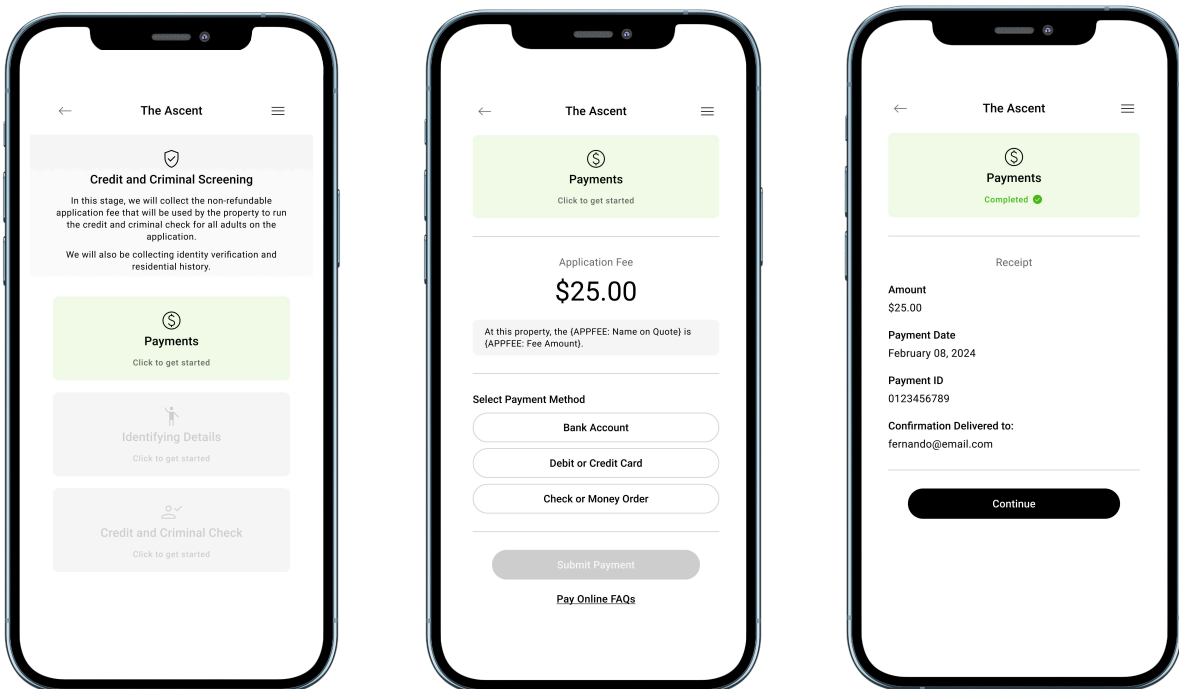 The Ascent
Credit and Criminal Screening
In this stage, we will collect the non-refundable
application fee that will be used by the property to run
the credit and criminal check for all adults on the
application.
We will also be collecting identity verification and
residential history.
Payments
Click to get started
Identifying Details
Click to get started
Credit and Criminal Check
Click to get started
The Ascent
Payments
Click to get started
Application Fee
$25.00
At this property, the {APPFEE: Name on Quote} is
{APPFEE: Fee Amount}.
Select Payment Method
Bank Account
Debit or Credit Card
Check or Money Order
Submit Payment
Pay Online FAQs
The Ascent
Payments
Completed
Receipt
Amount
$25.00
Payment Date
February 08, 2024
Payment ID
0123456789
Confirmation Delivered to:
fernando@email.com
Continue